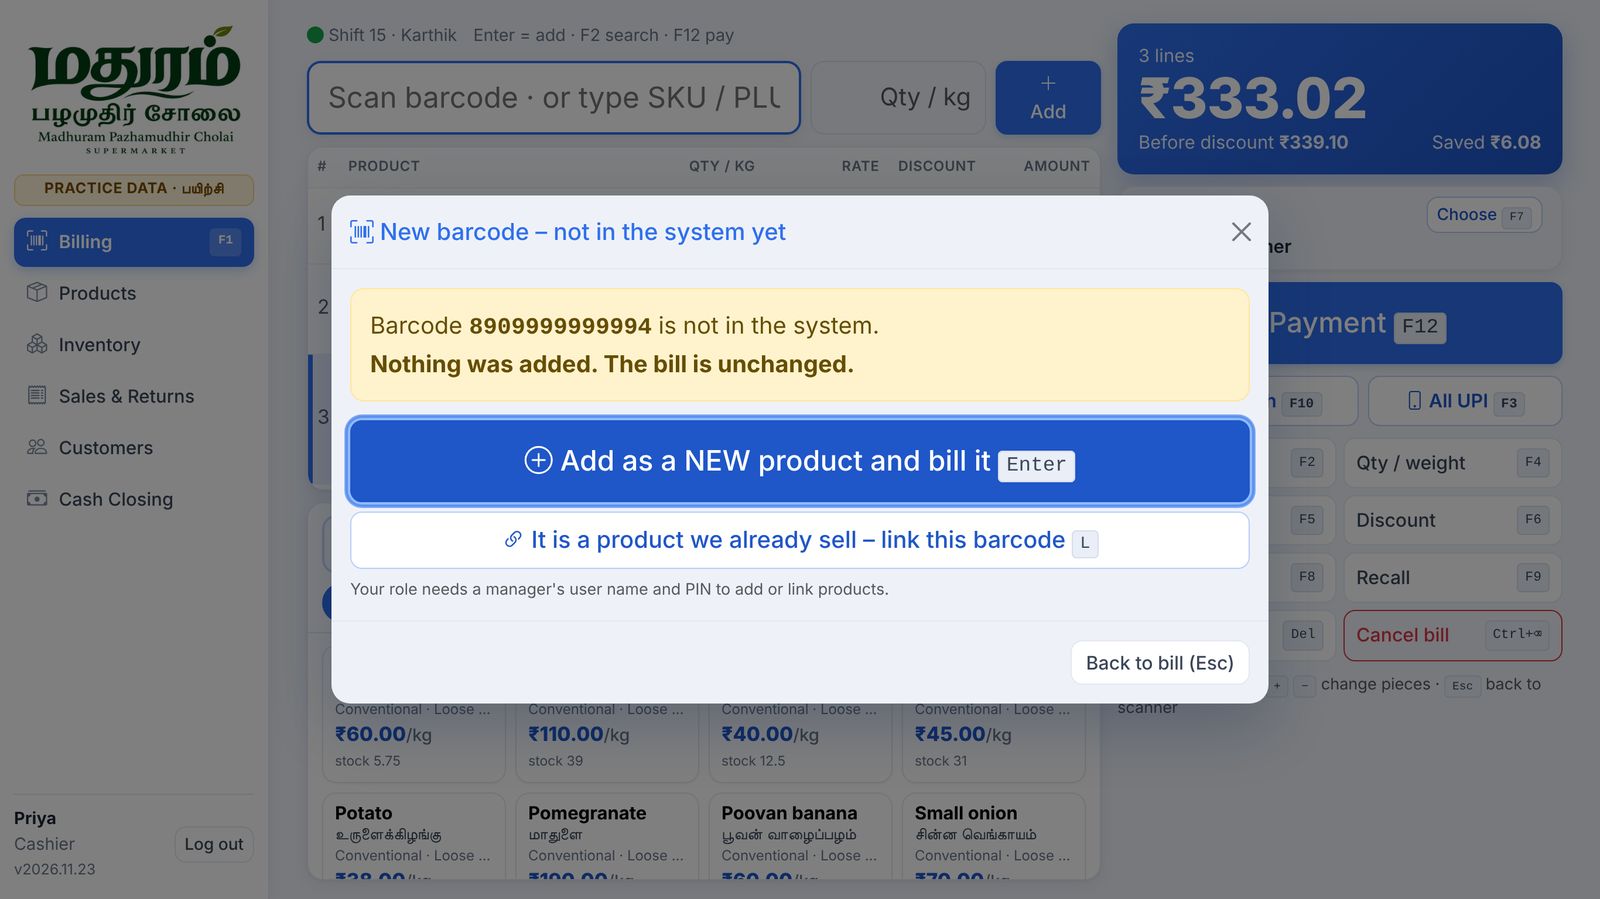 மதுரம்
பழமுதிர் சோலை
Madhuram Pazhamudhir Cholai
SUPERMARKET
PRACTICE DATA · பயிற்சி
Billing F1
Products
Inventory
Sales & Returns
Customers
Cash Closing
Priya
Cashier
v2026.11.23
Log out
Shift 15 · Karthik Enter = add · F2 search · F12 pay
Scan barcode · or type SKU / PLU
Qty / kg
+
Add
# PRODUCT QTY / KG RATE DISCOUNT AMOUNT
1
2
3
3 lines
₹333.02
Before discount ₹339.10 Saved ₹6.08
Choose F7
Payment F12
F10
All UPI F3
F2
Qty / weight F4
F5
Discount F6
F8
Recall F9
Del
Cancel bill Ctrl+⌫
+ − change pieces · Esc back to
scanner
New barcode – not in the system yet
Barcode 8909999999994 is not in the system.
Nothing was added. The bill is unchanged.
Add as a NEW product and bill it Enter
It is a product we already sell – link this barcode L
Your role needs a manager's user name and PIN to add or link products.
Back to bill (Esc)
Conventional · Loose ... Conventional · Loose ... Conventional · Loose ... Conventional · Loose ...
₹60.00/kg ₹110.00/kg ₹40.00/kg ₹45.00/kg
stock 5.75 stock 39 stock 12.5 stock 31
Potato Pomegranate Poovan banana Small onion
உருளைக்கிழங்கு மாதுளை பூவன் வாழைப்பழம் சின்ன வெங்காயம்
Conventional · Loose ... Conventional · Loose ... Conventional · Loose ... Conventional · Loose ...